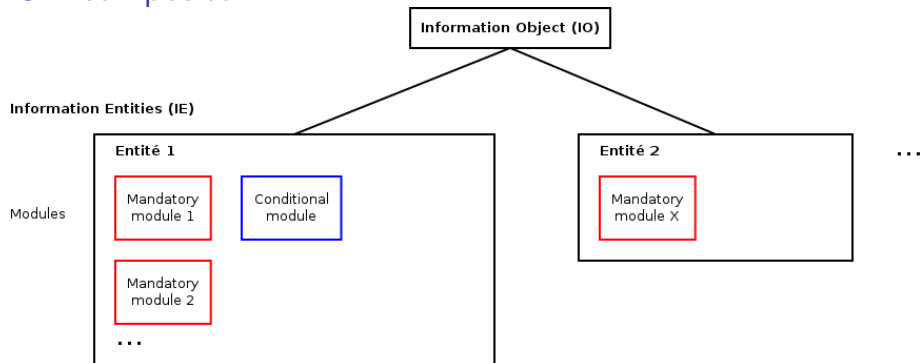 Information Object (IO)
Information Entities (IE)
Entité 1
Entité 2
...
Modules
Mandatory
module 1
Conditional
module
Mandatory
module X
Mandatory
module 2
...